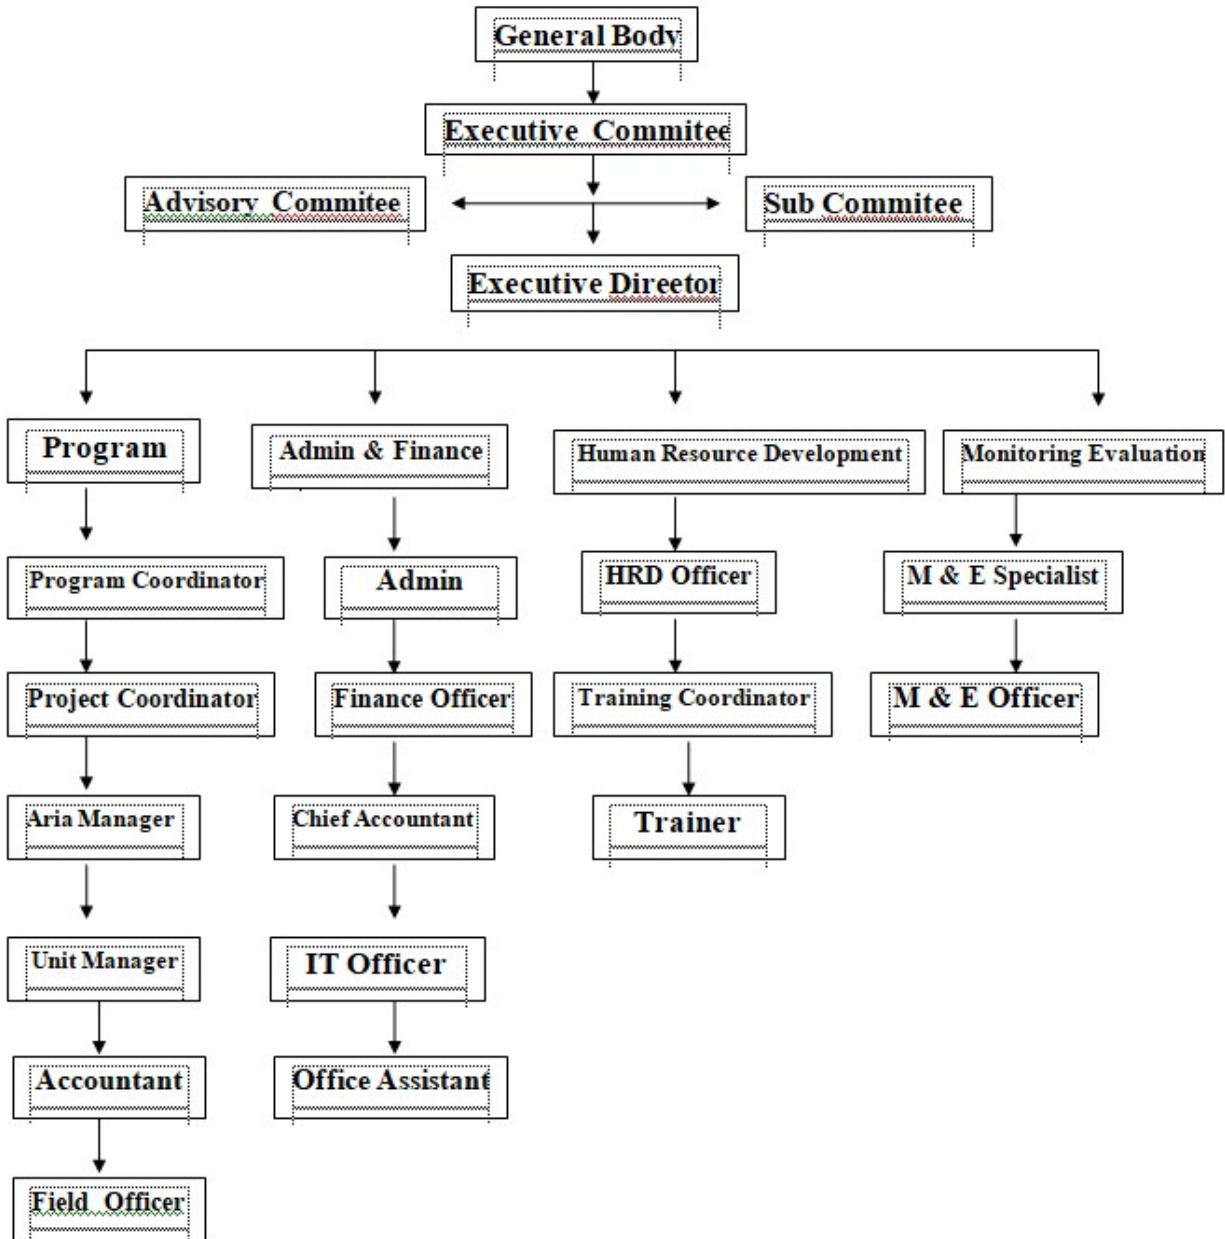 General Body
Executive Commitee
Advisory Commitee
Sub Commitee
Executive Direetor
Program
Admin & Finance
Human Resource Development
Monitoring Evaluation
Program Coordinator
Admin
HRD Officer
M & E Specialist
Project Coordinator
Finance Officer
Training Coordinator
M & E Officer
Aria Manager
Chief Accountant
Trainer
Unit Manager
IT Officer
Accountant
Office Assistant
Field Officer